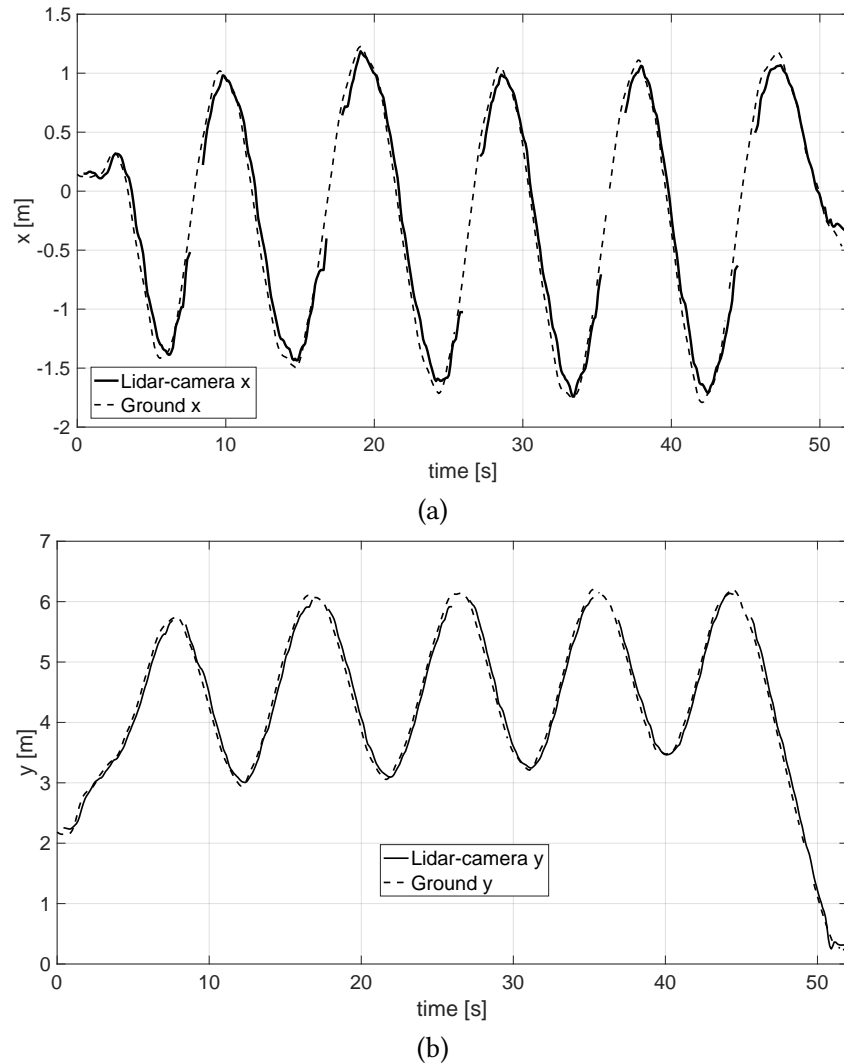 1.5
1
0.5
0
-0.5
-1
-1.5
-2
x [m]
Lidar-camera x
Ground x
0 10 20 30 40 50
time [s]
(a)
7
6
5
4
3
2
1
0
y [m]
Lidar-camera y
Ground y
0 10 20 30 40 50
time [s]
(b)